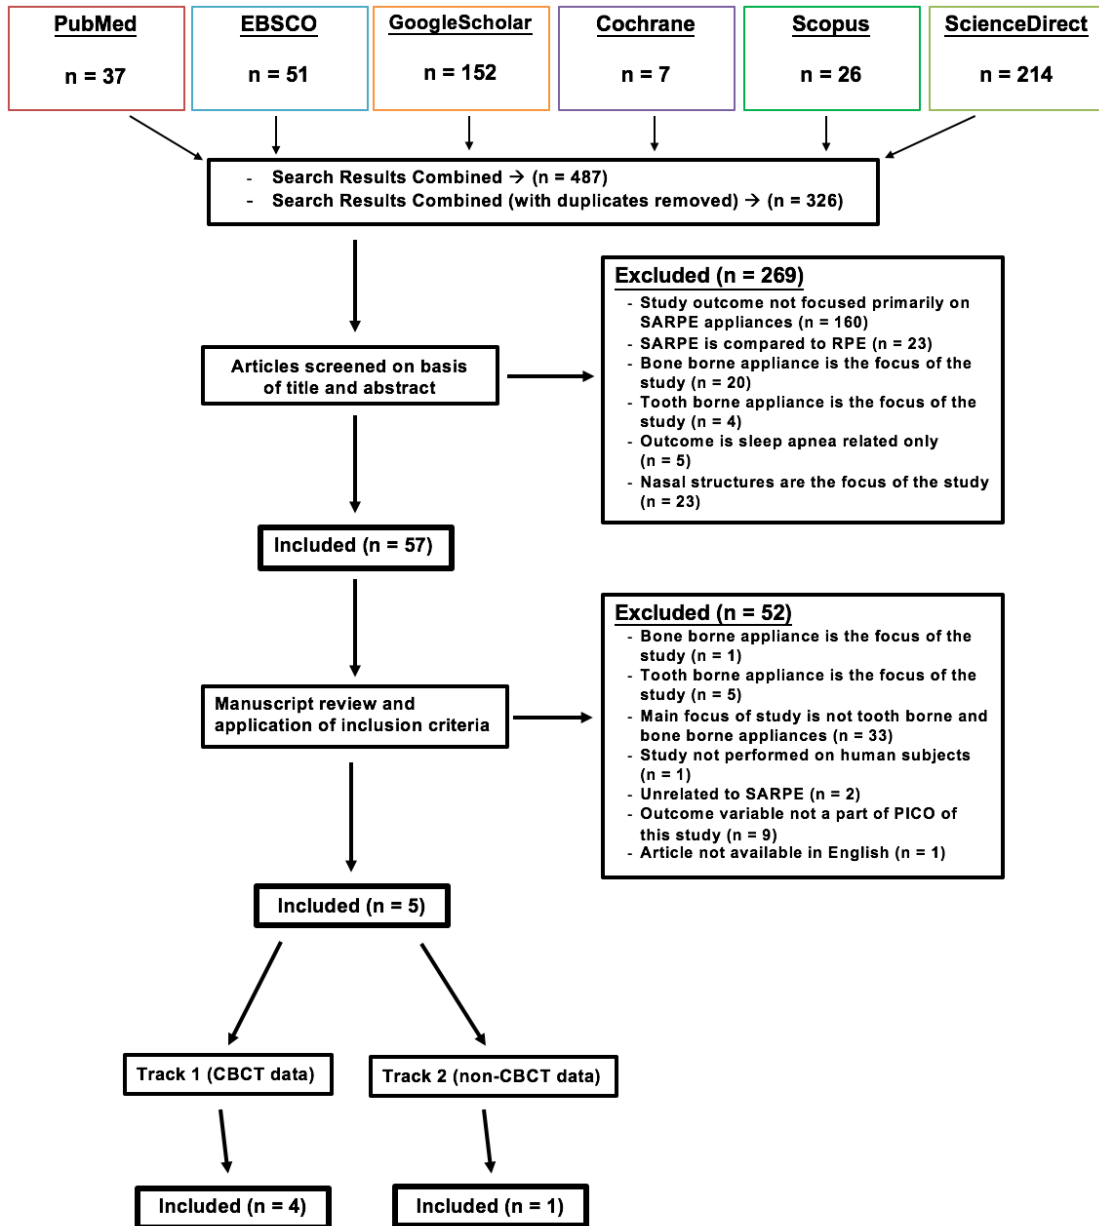 PubMed
n = 37
EBSCO
n = 51
GoogleScholar
n = 152
Cochrane
n = 7
Scopus
n = 26
ScienceDirect
n = 214
- Search Results Combined → (n = 487)
- Search Results Combined (with duplicates removed) → (n = 326)
Articles screened on basis
of title and abstract
Excluded (n = 269)
- Study outcome not focused primarily on
SARPE appliances (n = 160)
- SARPE is compared to RPE (n = 23)
- Bone borne appliance is the focus of the
study (n = 20)
- Tooth borne appliance is the focus of the
study (n = 4)
- Outcome is sleep apnea related only
(n = 5)
- Nasal structures are the focus of the study
(n = 23)
Included (n = 57)
Manuscript review and
application of inclusion criteria
Excluded (n = 52)
- Bone borne appliance is the focus of the
study (n = 1)
- Tooth borne appliance is the focus of the
study (n = 5)
- Main focus of study is not tooth borne and
bone borne appliances (n = 33)
- Study not performed on human subjects
(n = 1)
- Unrelated to SARPE (n = 2)
- Outcome variable not a part of PICO of
this study (n = 9)
- Article not available in English (n = 1)
Included (n = 5)
Track 1 (CBCT data)
Track 2 (non-CBCT data)
Included (n = 4)
Included (n = 1)